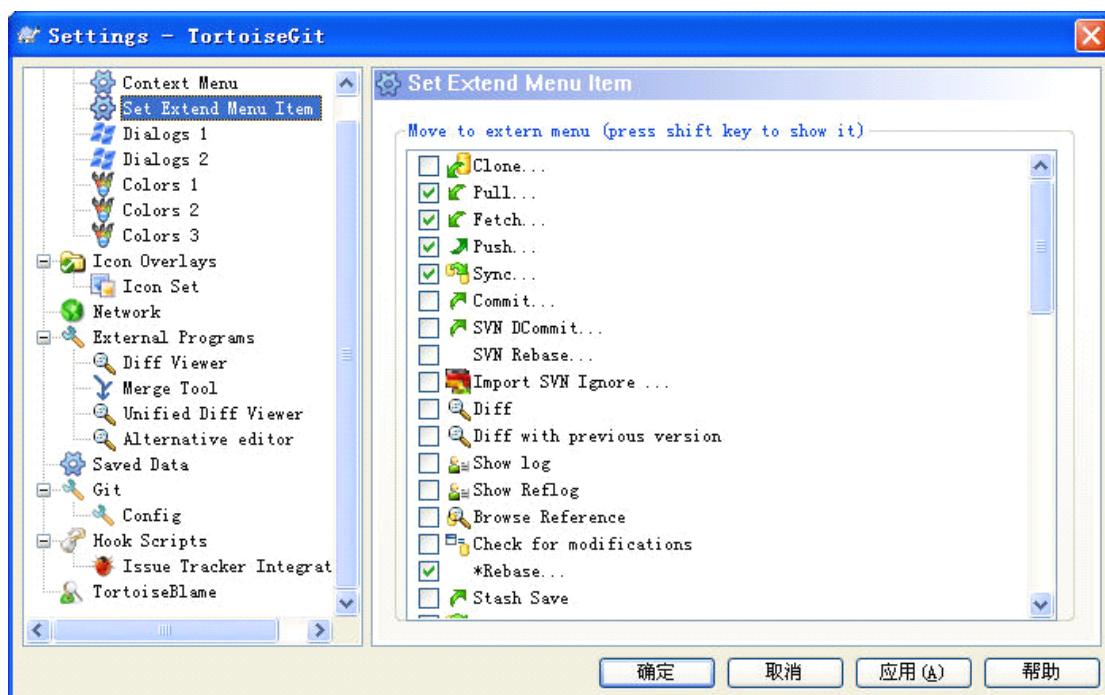 Settings - TortoiseGit
Context Menu
Set Extend Menu Item
Dialogs 1
Dialogs 2
Colors 1
Colors 2
Colors 3
Icon Overlays
Icon Set
Network
External Programs
Diff Viewer
Merge Tool
Unified Diff Viewer
Alternative editor
Saved Data
Git
Config
Hook Scripts
Issue Tracker Integrat
TortoiseBlame
Set Extend Menu Item
Move to extern menu (press shift key to show it)
Clone...
Pull...
Fetch...
Push...
Sync...
Commit...
SVN DCommit...
SVN Rebase...
Import SVN Ignore ...
Diff
Diff with previous version
Show log
Show Reflog
Browse Reference
Check for modifications
*Rebase...
Stash Save
确定
取消
应用(A)
帮助